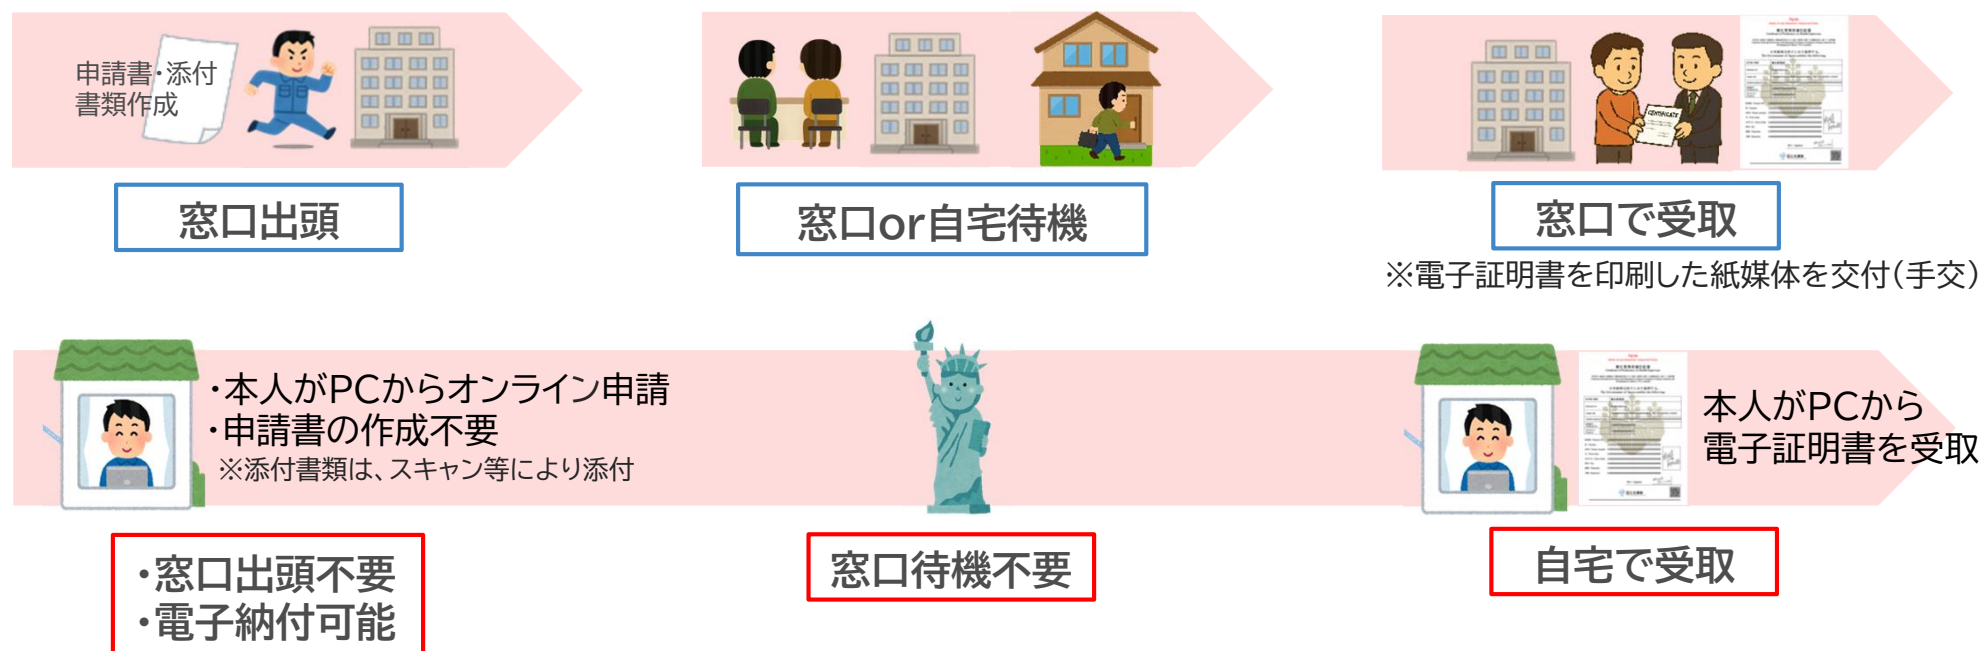 申請書・添付
書類作成
CERTIFICATE
窓口出頭
窓口or自宅待機
窓口で受取
※電子証明書を印刷した紙媒体を交付(手交)
・本人がPCからオンライン申請
・申請書の作成不要
※添付書類は、スキャン等により添付
本人がPCから
電子証明書を受取
・窓口出頭不要
・電子納付可能
窓口待機不要
自宅で受取